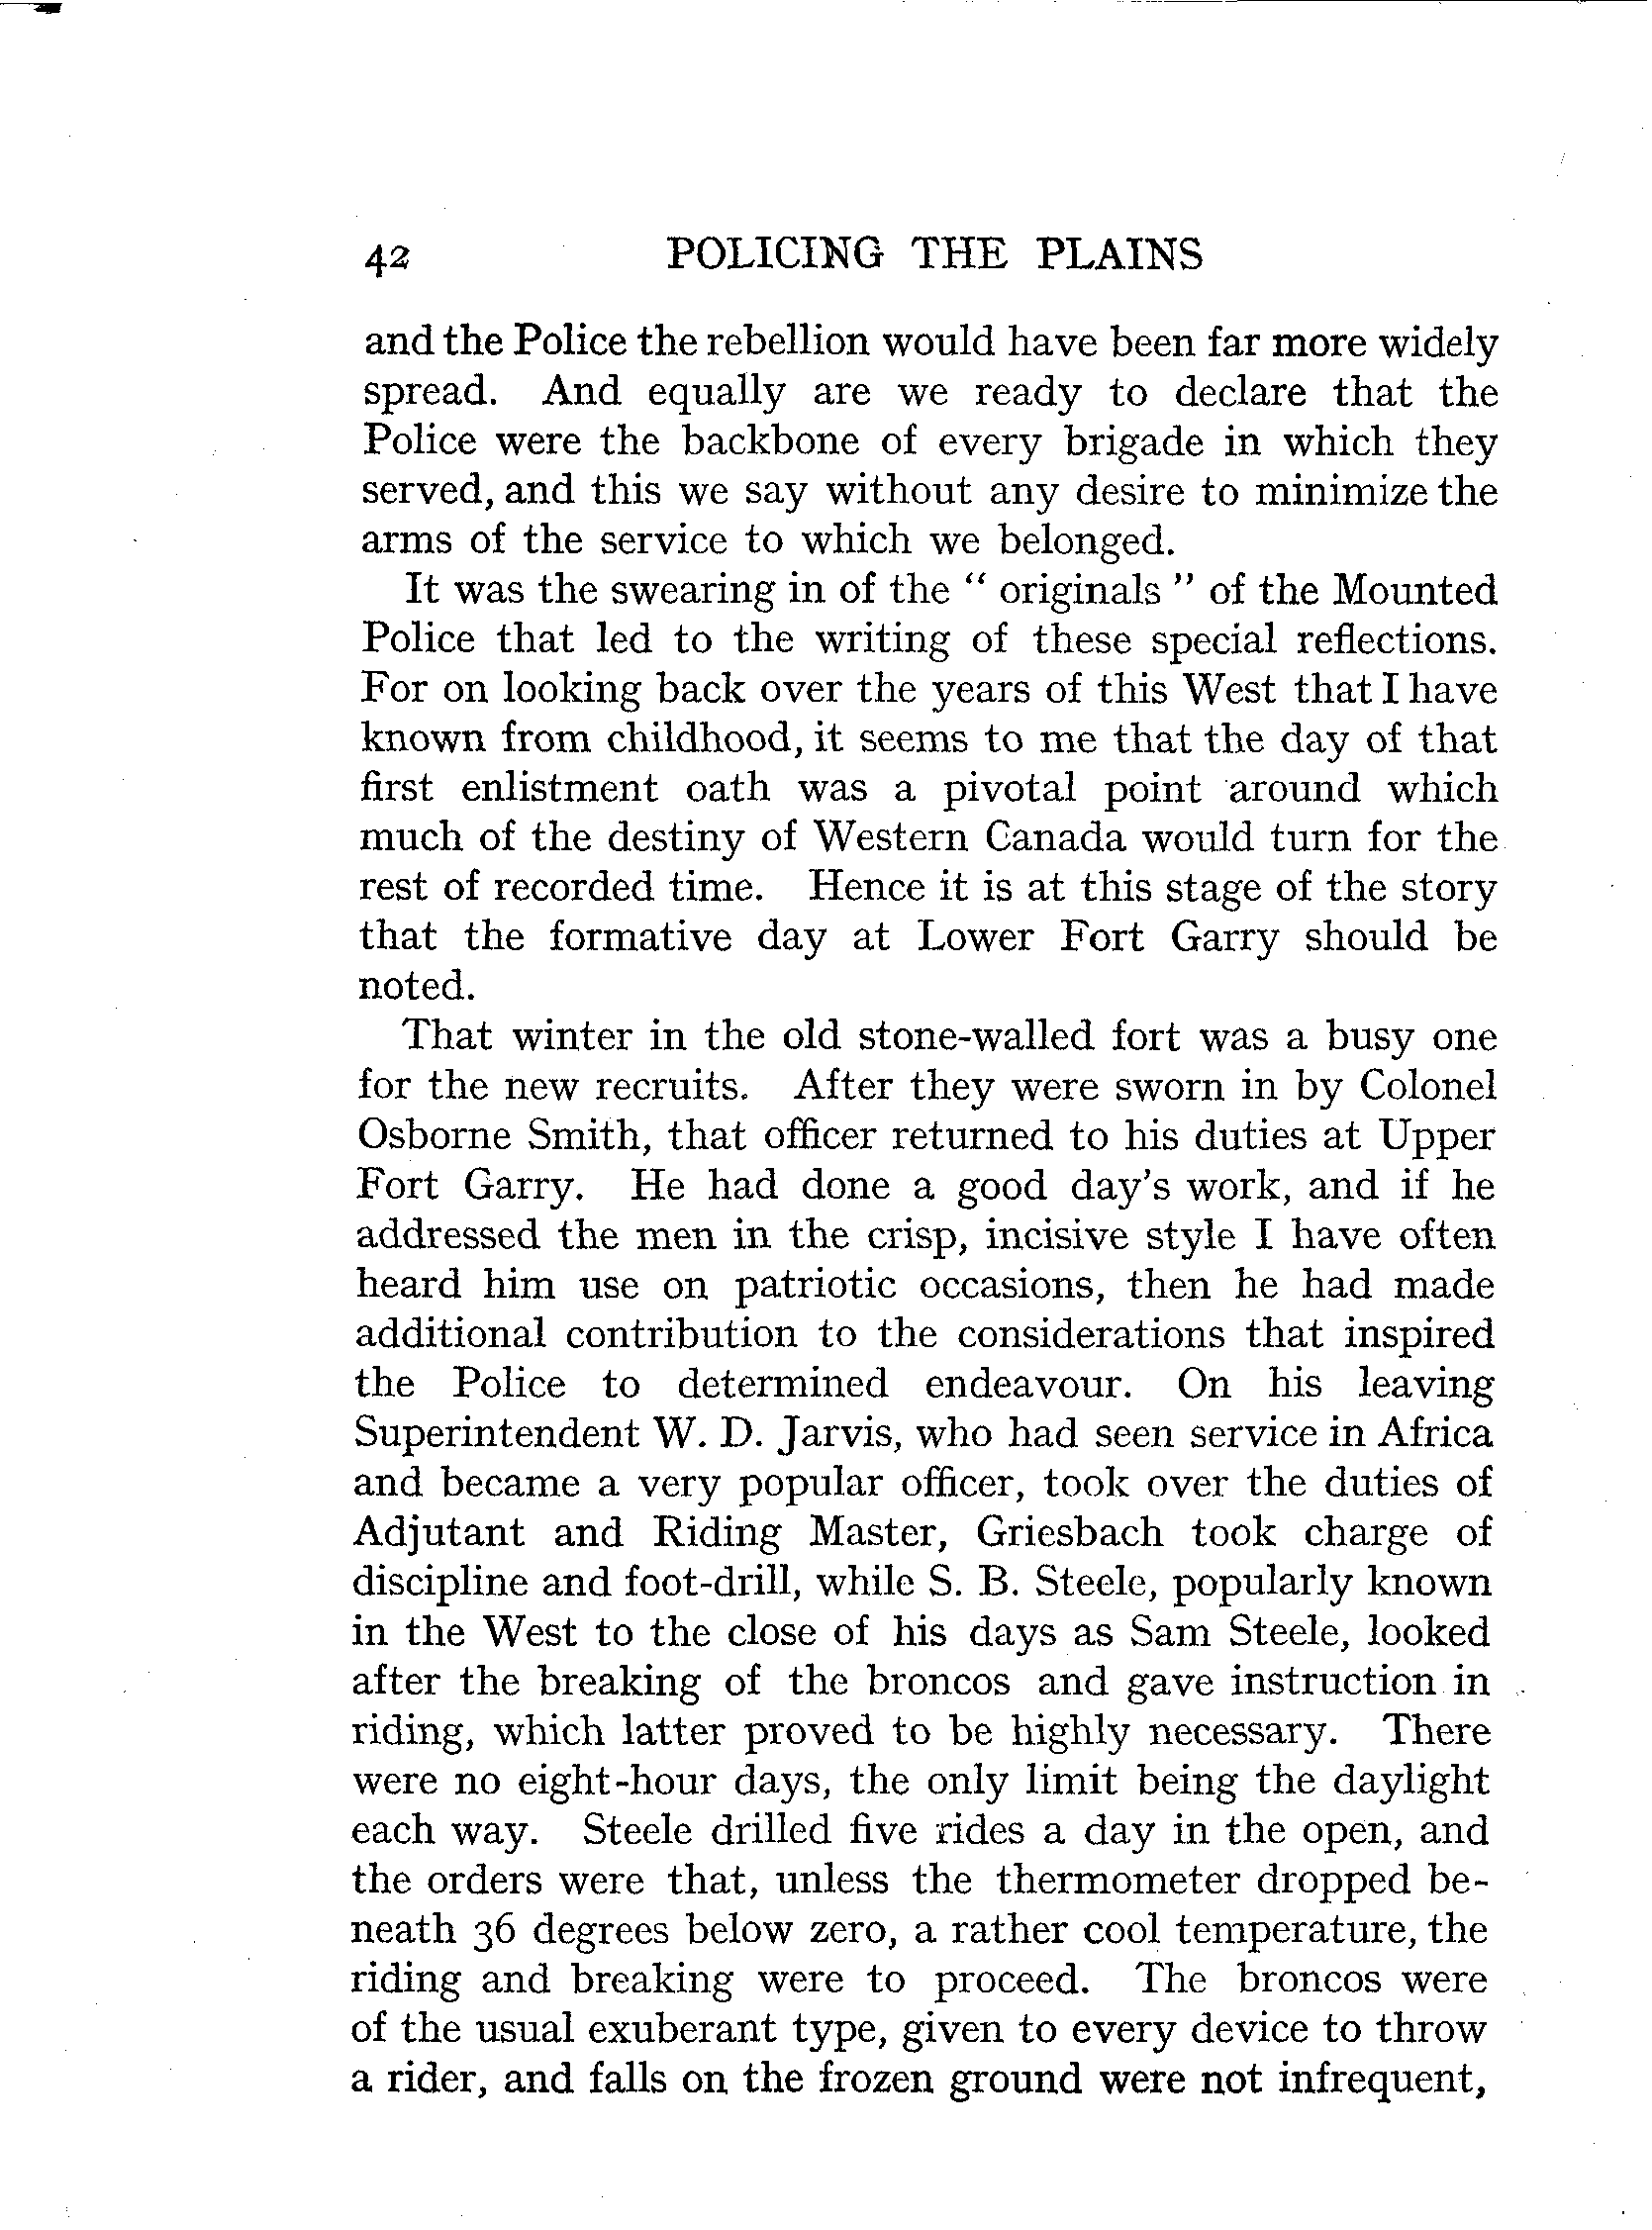 42 POLICING THE PLAINS
and the Police the rebellion would have been far more widely
spread. And equally are we ready to declare that the
Police were the backbone of every brigade in which they
served, and this we say without any desire to minimize the
arms of the service to which we belonged.
It was the swearing in of the “ originals ” of the Mounted
Police that led to the writing of these special reflections.
For on looking back over the years of this West that I have
known from childhood, it seems to me that the day of that
first enlistment oath was a pivotal point around which
much of the destiny of Western Canada would turn for the
rest of recorded time. Hence it is at this stage of the story
that the formative day at Lower Fort Garry should be
noted.
That winter in the old stone-walled fort was a busy one
for the new recruits. After they were sworn in by Colonel
Osborne Smith, that officer returned to his duties at Upper
Fort Garry. He had done a good day's work, and if he
addressed the men in the crisp, incisive style I have often
heard him use on patriotic occasions, then he had made
additional contribution to the considerations that inspired
the Police to determined endeavour. On his leaving
Superintendent W. D. Jarvis, who had seen service in Africa
and became a very popular officer, took over the duties of
Adjutant and Riding Master, Griesbach took charge of
discipline and foot-drill, while S. B. Steele, popularly known
in the West to the close of his days as Sam Steele, looked
after the breaking of the broncos and gave instruction in
riding, which latter proved to be highly necessary. There
were no eight-hour days, the only limit being the daylight
each way. Steele drilled five rides a day in the open, and
the orders were that, unless the thermometer dropped be-
neath 36 degrees below zero, a rather cool temperature, the
riding and breaking were to proceed. The broncos were
of the usual exuberant type, given to every device to throw
a rider, and falls on the frozen ground were not infrequent,